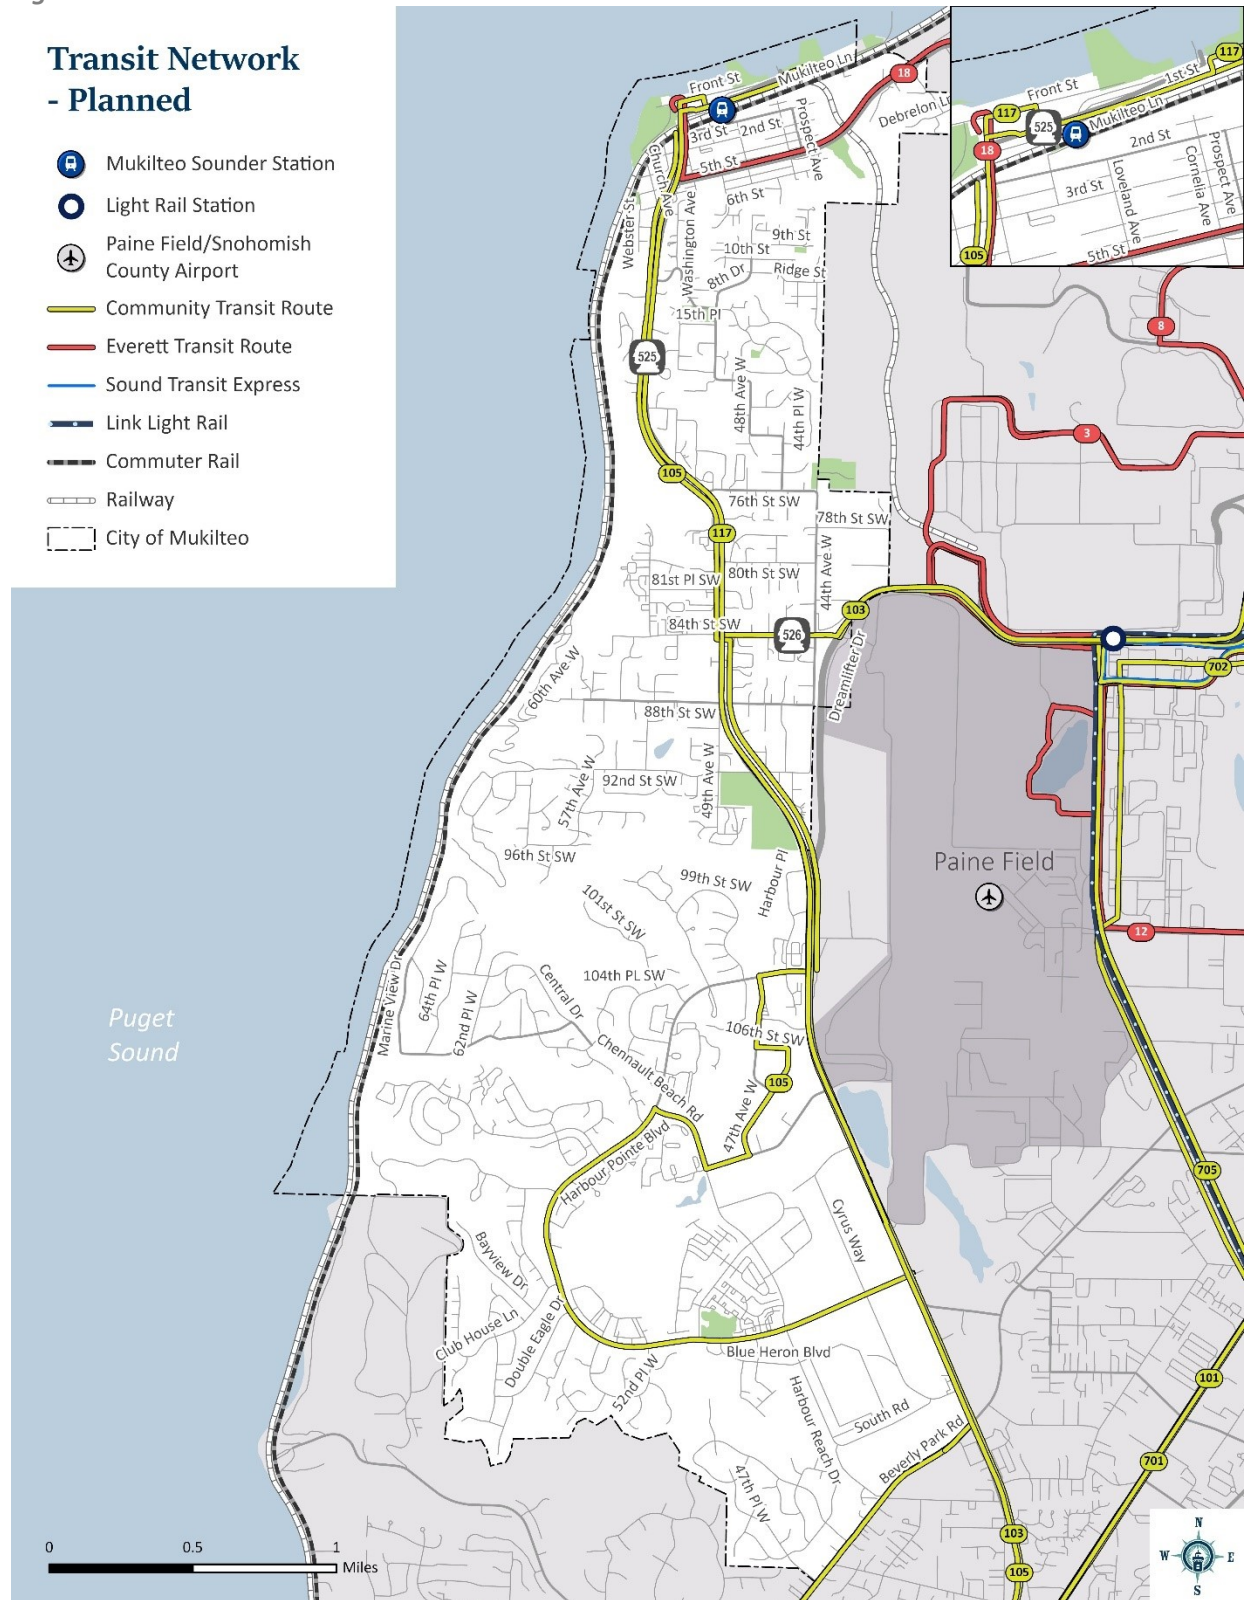 Transit Network
- Planned
Mukilteo Sounder Station
Light Rail Station
Paine Field/Snohomish
County Airport
Community Transit Route
Everett Transit Route
Sound Transit Express
Link Light Rail
Commuter Rail
Railway
City of Mukilteo
Front St
Mukilteo Ln
18
Debrelon Ln
3rd St
2nd St
Prospect Ave
5th St
Church Ave
6th St
Webster St
Washington Ave
9th St
10th St
8th Dr
Ridge St
15th Pl
525
48th Ave W
44th Pl W
105
76th St SW
78th St SW
117
44th Ave W
81st Pl SW
80th St SW
84th St SW
526
103
Dreamlifter Dr
60th Ave W
88th St SW
49th Ave W
92nd St SW
57th Ave W
96th St SW
99th St SW
Harbour Pl
101st St SW
104th PL SW
Central Dr
Marine View Dr
64th Pl W
62nd Pl W
106th St SW
Chennault Beach Rd
105
47th Ave W
Harbour Pointe Blvd
Cyrus Way
Bayview Dr
Club House Ln
Double Eagle Dr
52nd Pl W
Blue Heron Blvd
Harbour Reach Dr
South Rd
Beverly Park Rd
47th Pl W
103
105
Puget
Sound
Paine Field
8
3
702
12
705
101
701
117
1st St
Front St
117
525
Mukilteo Ln
18
2nd St
3rd St
Loveland Ave
Cornelia Ave
Prospect Ave
105
5th St
0
0.5
1
Miles
N
W
E
S